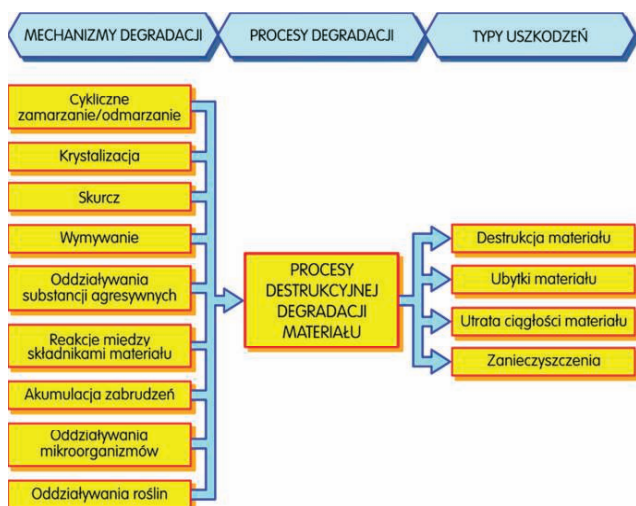 MECHANIZMY DEGRADACJI
PROCESY DEGRADACJI
TYPY USZKODZEŃ
Cykliczne
zamarzanie/odmarzanie
Krystalizacja
Skurcz
Wymywanie
Oddziaływania
substancji agresywnych
Reakcje między
składnikami materiału
Akumulacja zabrudzeń
Oddziaływania
mikroorganizmów
Oddziaływania roślin
PROCESY
DESTRUKCYJNEJ
DEGRADACJI
MATERIAŁU
Destrukcja materiału
Ubytki materiału
Utrata ciągłości materiału
Zanieczyszczenia